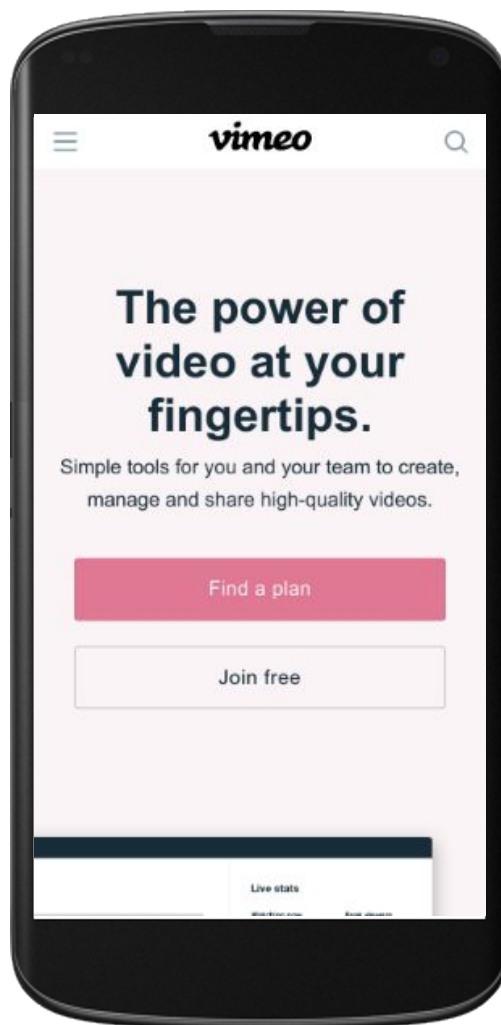 vimeo
The power of
video at your
fingertips.
Simple tools for you and your team to create,
manage and share high-quality videos.
Find a plan
Join free
Live stats